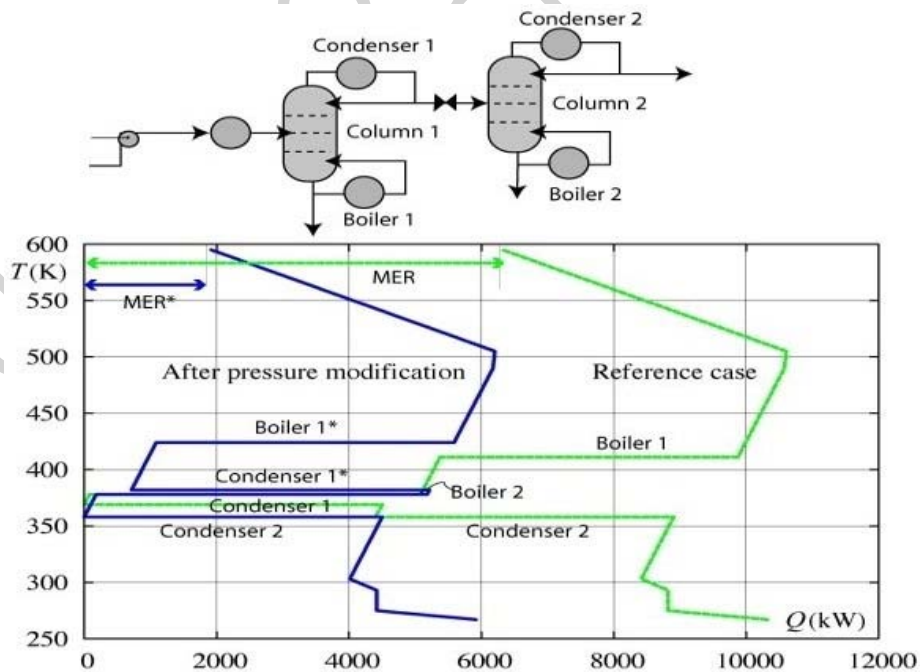 Condenser 2
Condenser 1
Column 2
Column 1
Boiler 2
Boiler 1
600
T(K)
MER
MER*
550
500
After pressure modification
Reference case
450
Boiler 1*
Boiler 1
400
Condenser 1*
Boiler 2
Condenser 1
350
Condenser 2
Condenser 2
300
Q(kW)
250
0 2000 4000 6000 8000 10000 12000